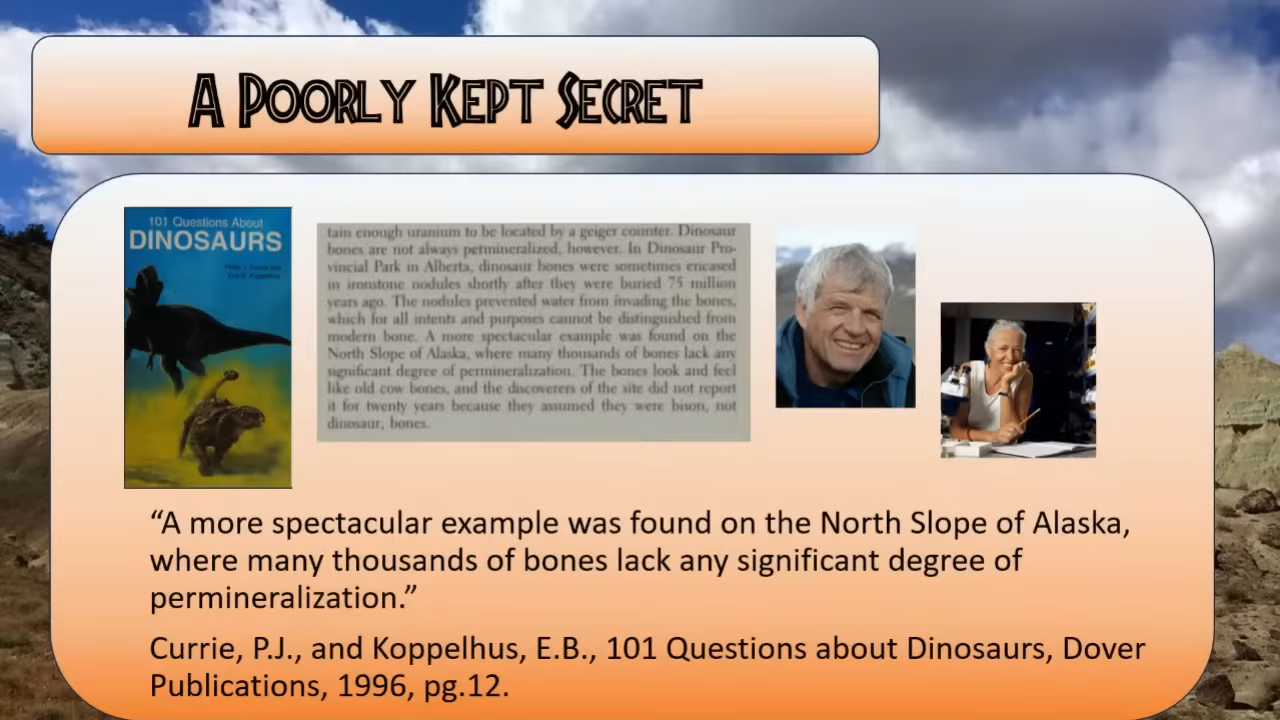 A POORLY KEPT SECRET
101 Questions About
DINOSAURS
Philip J. Currie and
Eva B. Koppelhus
tain enough uranium to be located by a geiger counter. Dinosaur
bones are not always permineralized, however. In Dinosaur Pro-
vincial Park in Alberta, dinosaur bones were sometimes encased
in ironstone nodules shortly after they were buried 75 million
years ago. The nodules prevented water from invading the bones,
which for all intents and purposes cannot be distinguished from
modern bone. A more spectacular example was found on the
North Slope of Alaska, where many thousands of bones lack any
significant degree of permineralization. The bones look and feel
like old cow bones, and the discoverers of the site did not report
it for twenty years because they assumed they were bison, not
dinosaur, bones.
“A more spectacular example was found on the North Slope of Alaska,
where many thousands of bones lack any significant degree of
permineralization.”
Currie, P.J., and Koppelhus, E.B., 101 Questions about Dinosaurs, Dover
Publications, 1996, pg.12.